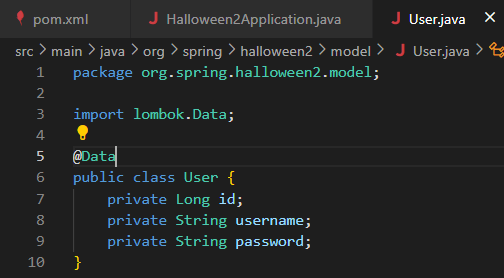 pom.xml
Halloween2Application.java
User.java
src > main > java > org > spring > halloween2 > model > User.java >
1 package org.spring.halloween2.model;
2
3 import lombok.Data;
4
5 @Data
6 public class User {
7 private Long id;
8 private String username;
9 private String password;
10 }